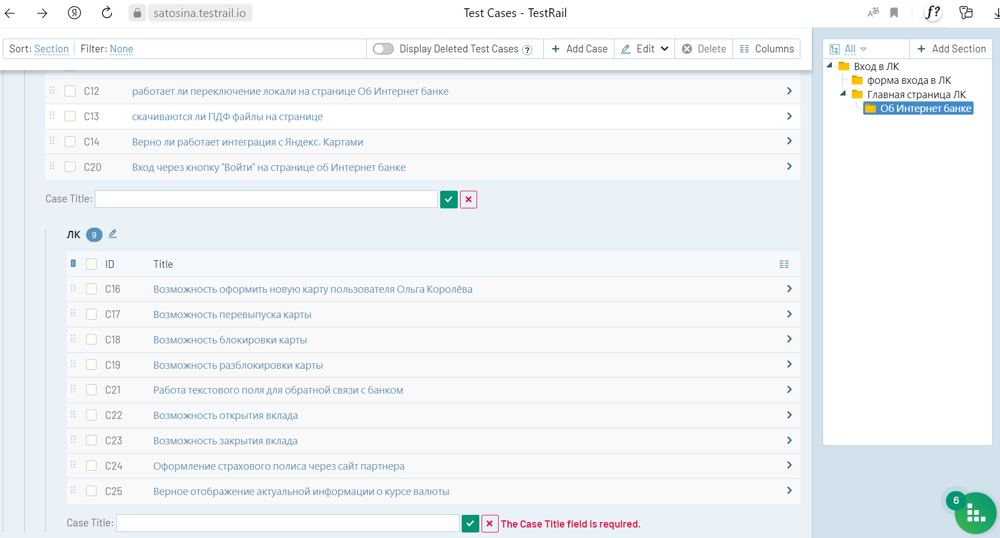 Я satosina.testrail.io Test Cases - TestRail
Sort: Section Filter: None Display Deleted Test Cases ? + Add Case Edit Delete Columns
C12 работает ли переключение локали на странице Об Интернет банке
C13 скачиваются ли ПДФ файлы на странице
C14 Верно ли работает интеграция с Яндекс. Картами
C20 Вход через кнопку "Войти" на странице об Интернет банке
Case Title:
ЛК 9
ID Title
C16 Возможность оформить новую карту пользователя Ольга Королёва
C17 Возможность перевыпуска карты
C18 Возможность блокировки карты
C19 Возможность разблокировки карты
C21 Работа текстового поля для обратной связи с банком
C22 Возможность открытия вклада
C23 Возможность закрытия вклада
C24 Оформление страхового полиса через сайт партнера
C25 Верное отображение актуальной информации о курсе валюты
Case Title: The Case Title field is required.
All + Add Section
Вход в ЛК
форма входа в ЛК
Главная страница ЛК
Об Интернет банке
6